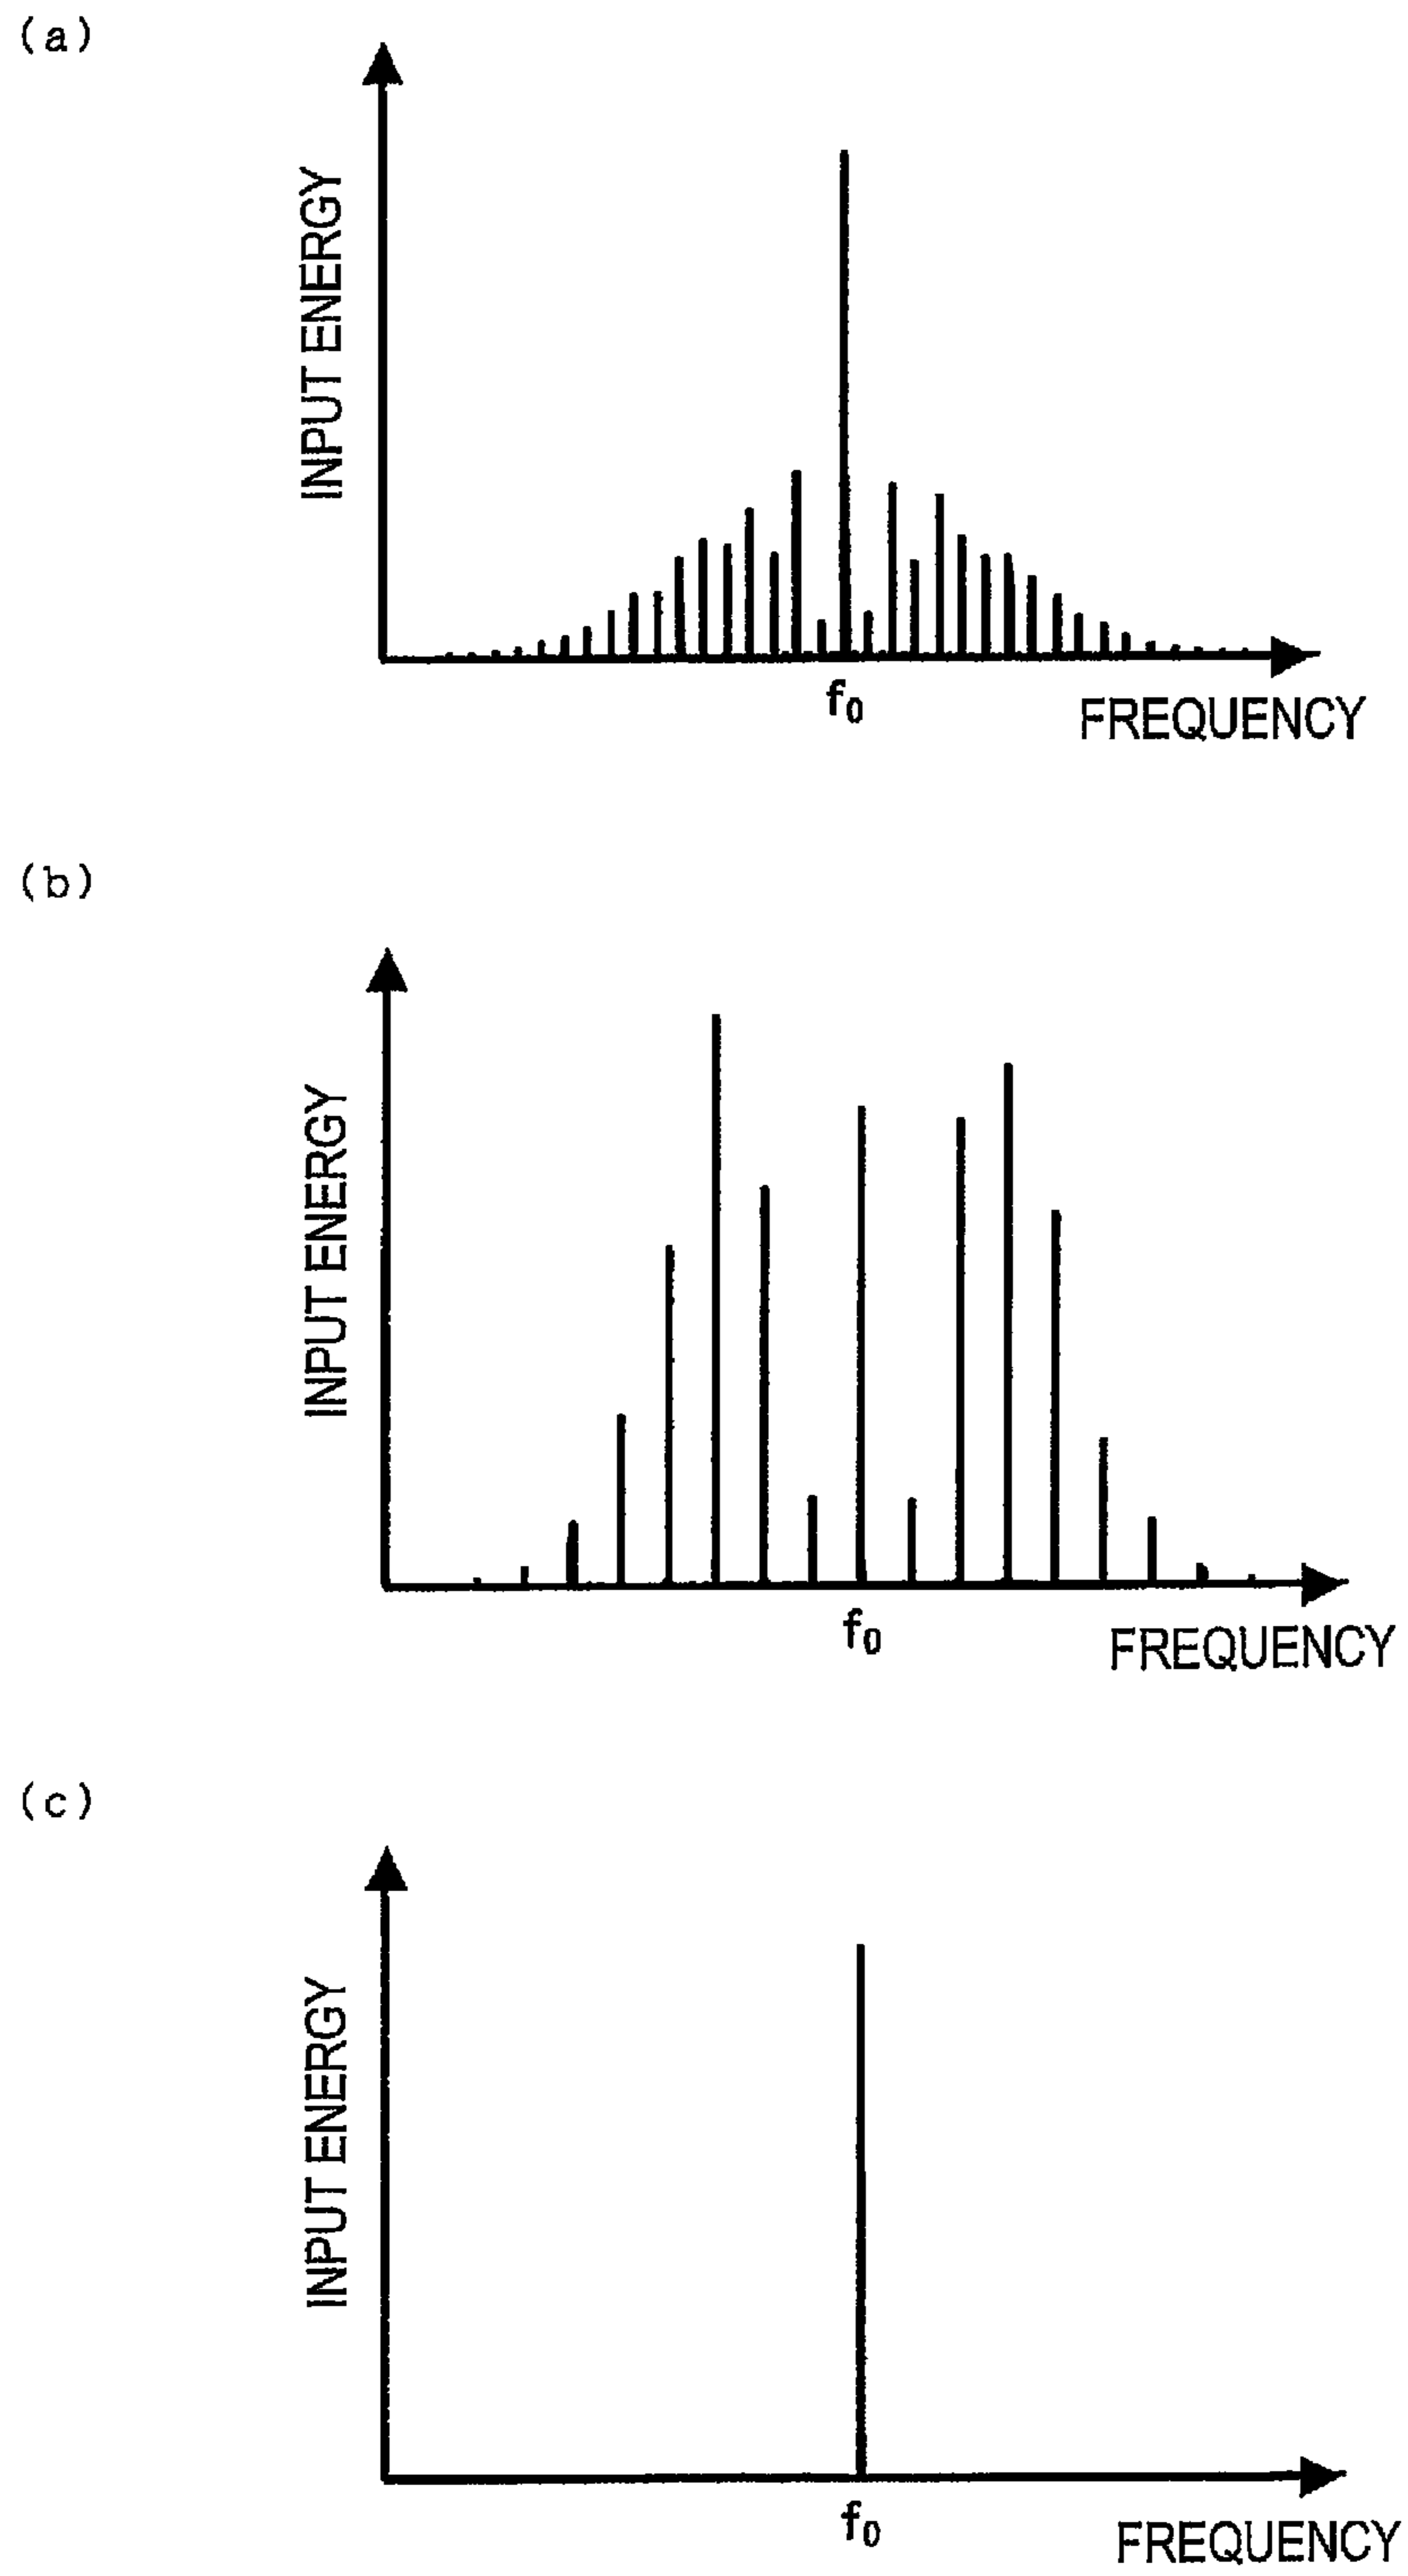 (a)
INPUT ENERGY
f₀
FREQUENCY
(b)
INPUT ENERGY
f₀
FREQUENCY
(c)
INPUT ENERGY
f₀
FREQUENCY